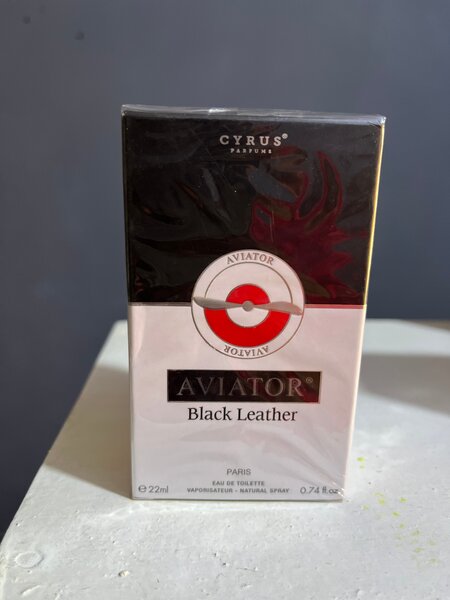 CYRUS®
PARFUMS
AVIATOR
AVIATOR
AVIATOR®
Black Leather
PARIS
EAU DE TOILETTE
℮ 22ml VAPORISATEUR - NATURAL SPRAY 0.74 fl.oz